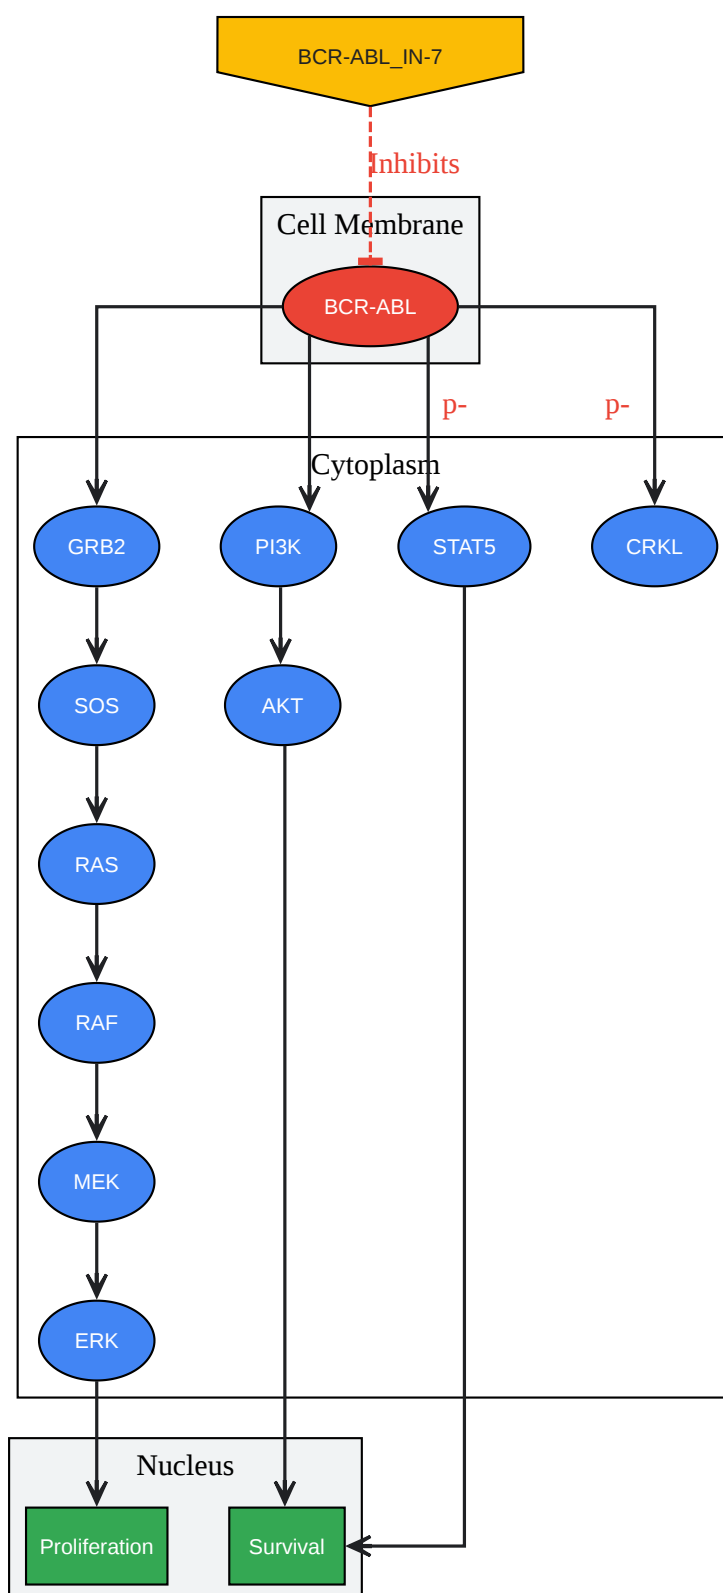 BCR-ABL_IN-7
Inhibits
Cell Membrane
BCR-ABL
p-
p-
Cytoplasm
GRB2
PI3K
STAT5
CRKL
SOS
AKT
RAS
RAF
MEK
ERK
Nucleus
Proliferation
Survival